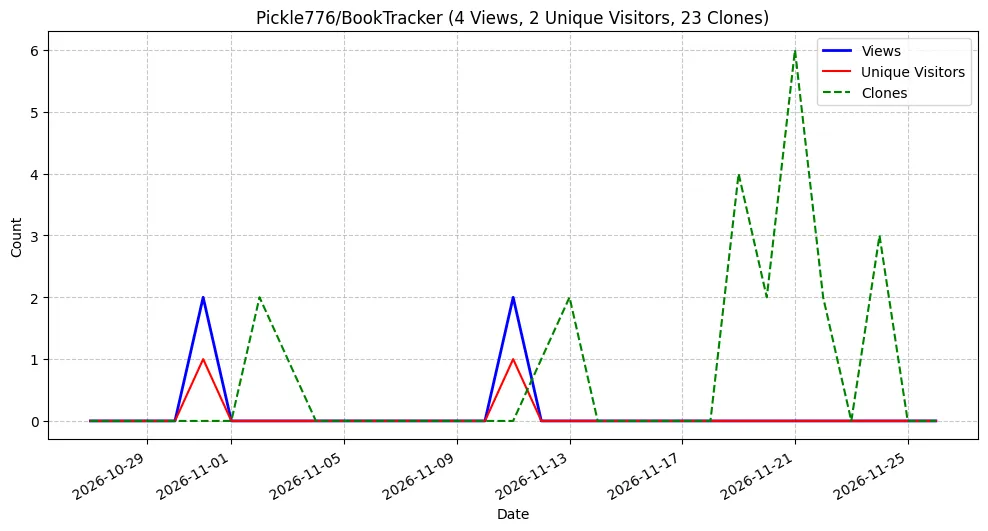 Pickle776/BookTracker (4 Views, 2 Unique Visitors, 23 Clones)
Views
Unique Visitors
Clones
Count
6
5
4
3
2
1
0
2026-10-29
2026-11-01
2026-11-05
2026-11-09
2026-11-13
2026-11-17
2026-11-21
2026-11-25
Date